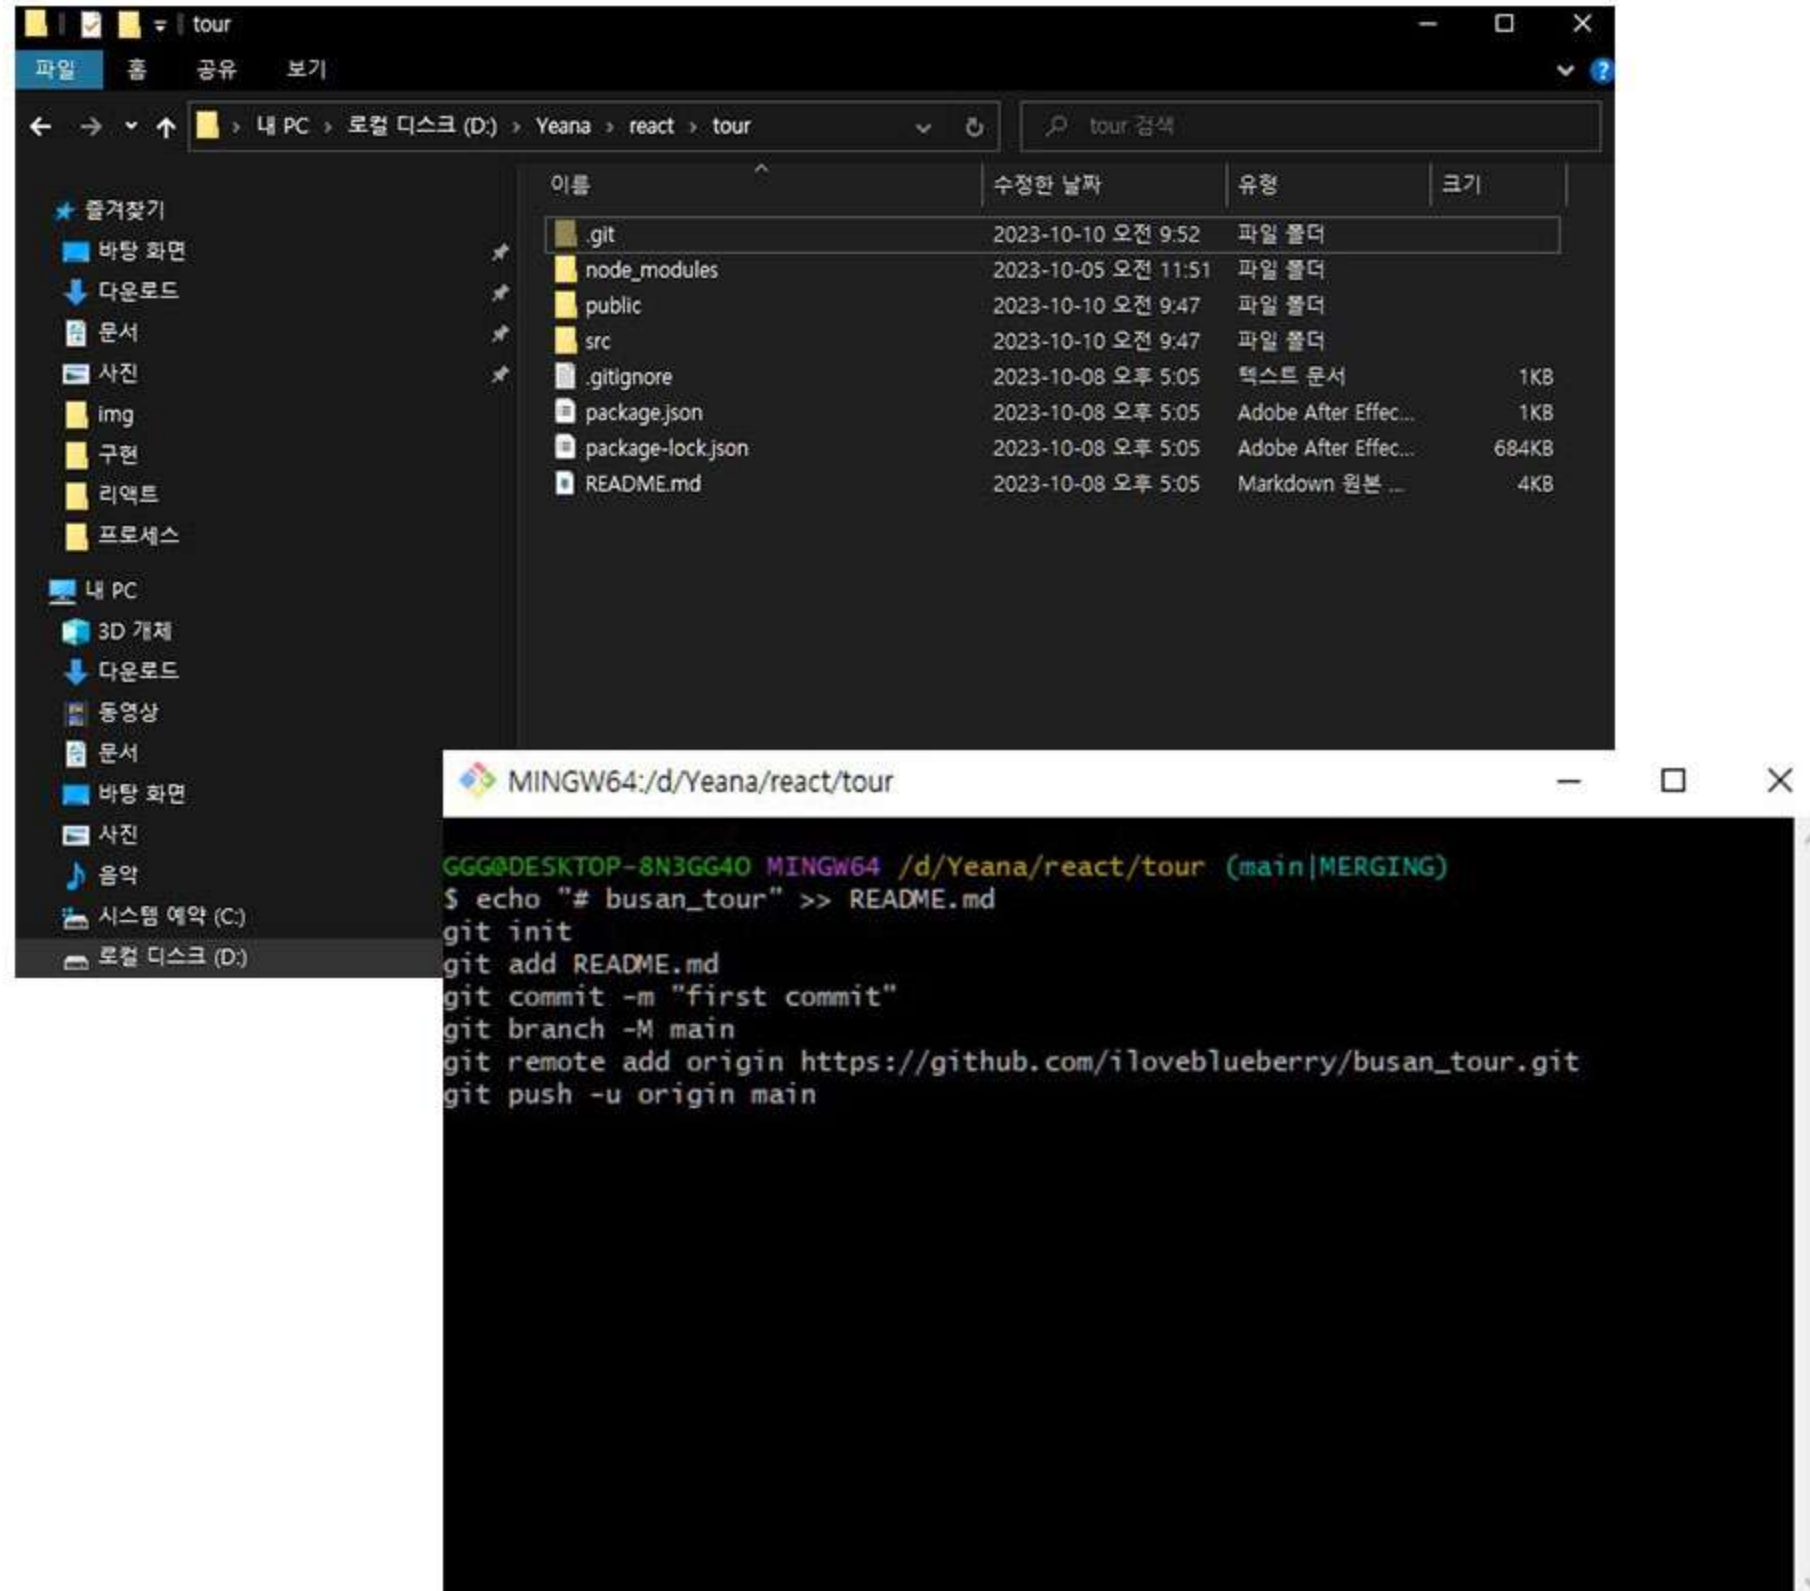 tour
파일 홈 공유 보기
내 PC › 로컬 디스크 (D:) › Yeana › react › tour
tour 검색
이름 수정한 날짜 유형 크기
.git 2023-10-10 오전 9:52 파일 폴더
node_modules 2023-10-05 오전 11:51 파일 폴더
public 2023-10-10 오전 9:47 파일 폴더
src 2023-10-10 오전 9:47 파일 폴더
.gitignore 2023-10-08 오후 5:05 텍스트 문서 1KB
package.json 2023-10-08 오후 5:05 Adobe After Effec... 1KB
package-lock.json 2023-10-08 오후 5:05 Adobe After Effec... 684KB
README.md 2023-10-08 오후 5:05 Markdown 원본 ... 4KB
즐겨찾기
바탕 화면
다운로드
문서
사진
img
구현
리액트
프로세스
내 PC
3D 개체
다운로드
동영상
문서
바탕 화면
사진
음악
시스템 예약 (C:)
로컬 디스크 (D:)
MINGW64:/d/Yeana/react/tour
GGG@DESKTOP-8N3GG4O MINGW64 /d/Yeana/react/tour (main|MERGING)
$ echo "# busan_tour" >> README.md
git init
git add README.md
git commit -m "first commit"
git branch -M main
git remote add origin https://github.com/iloveblueberry/busan_tour.git
git push -u origin main